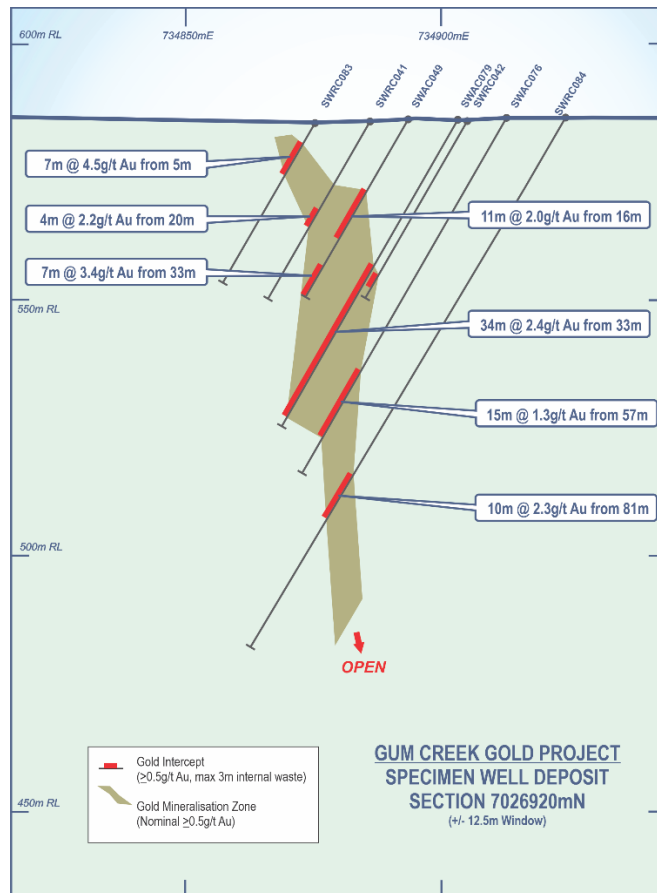 734850mE
734900mE
600m RL
SWRC083
SWRC041
SWAC049
SWAC079
SWRC042
SWAC076
SWRC084
7m @ 4.5g/t Au from 5m
4m @ 2.2g/t Au from 20m
11m @ 2.0g/t Au from 16m
7m @ 3.4g/t Au from 33m
550m RL
34m @ 2.4g/t Au from 33m
15m @ 1.3g/t Au from 57m
10m @ 2.3g/t Au from 81m
500m RL
OPEN
Gold Intercept
(≥0.5g/t Au, max 3m internal waste)
Gold Mineralisation Zone
(Nominal ≥0.5g/t Au)
GUM CREEK GOLD PROJECT
SPECIMEN WELL DEPOSIT
SECTION 7026920mN
(+/- 12.5m Window)
450m RL